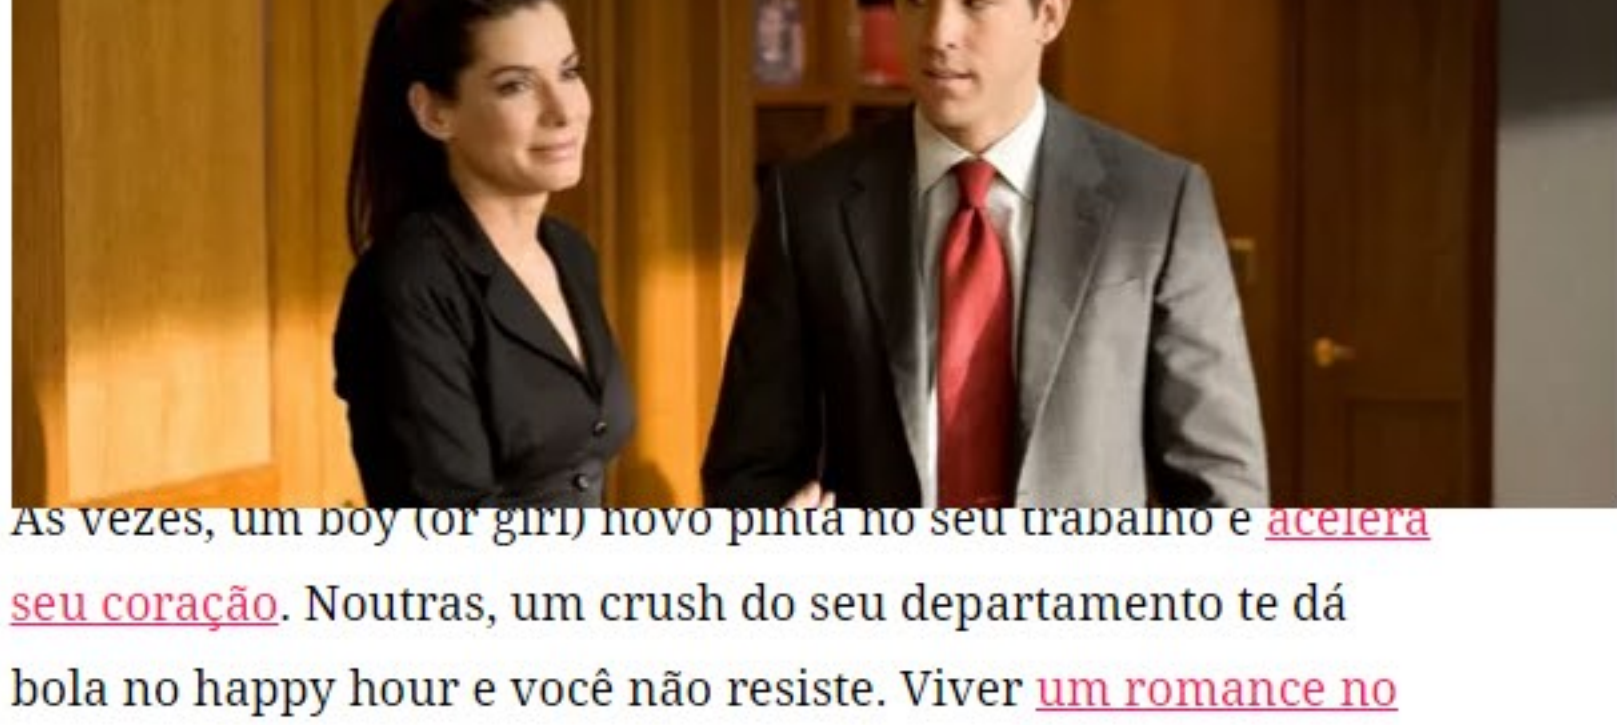 As vezes, um boy (or girl) novo pinta no seu trabalho e acelera
seu coração. Noutras, um crush do seu departamento te dá
bola no happy hour e você não resiste. Viver um romance no